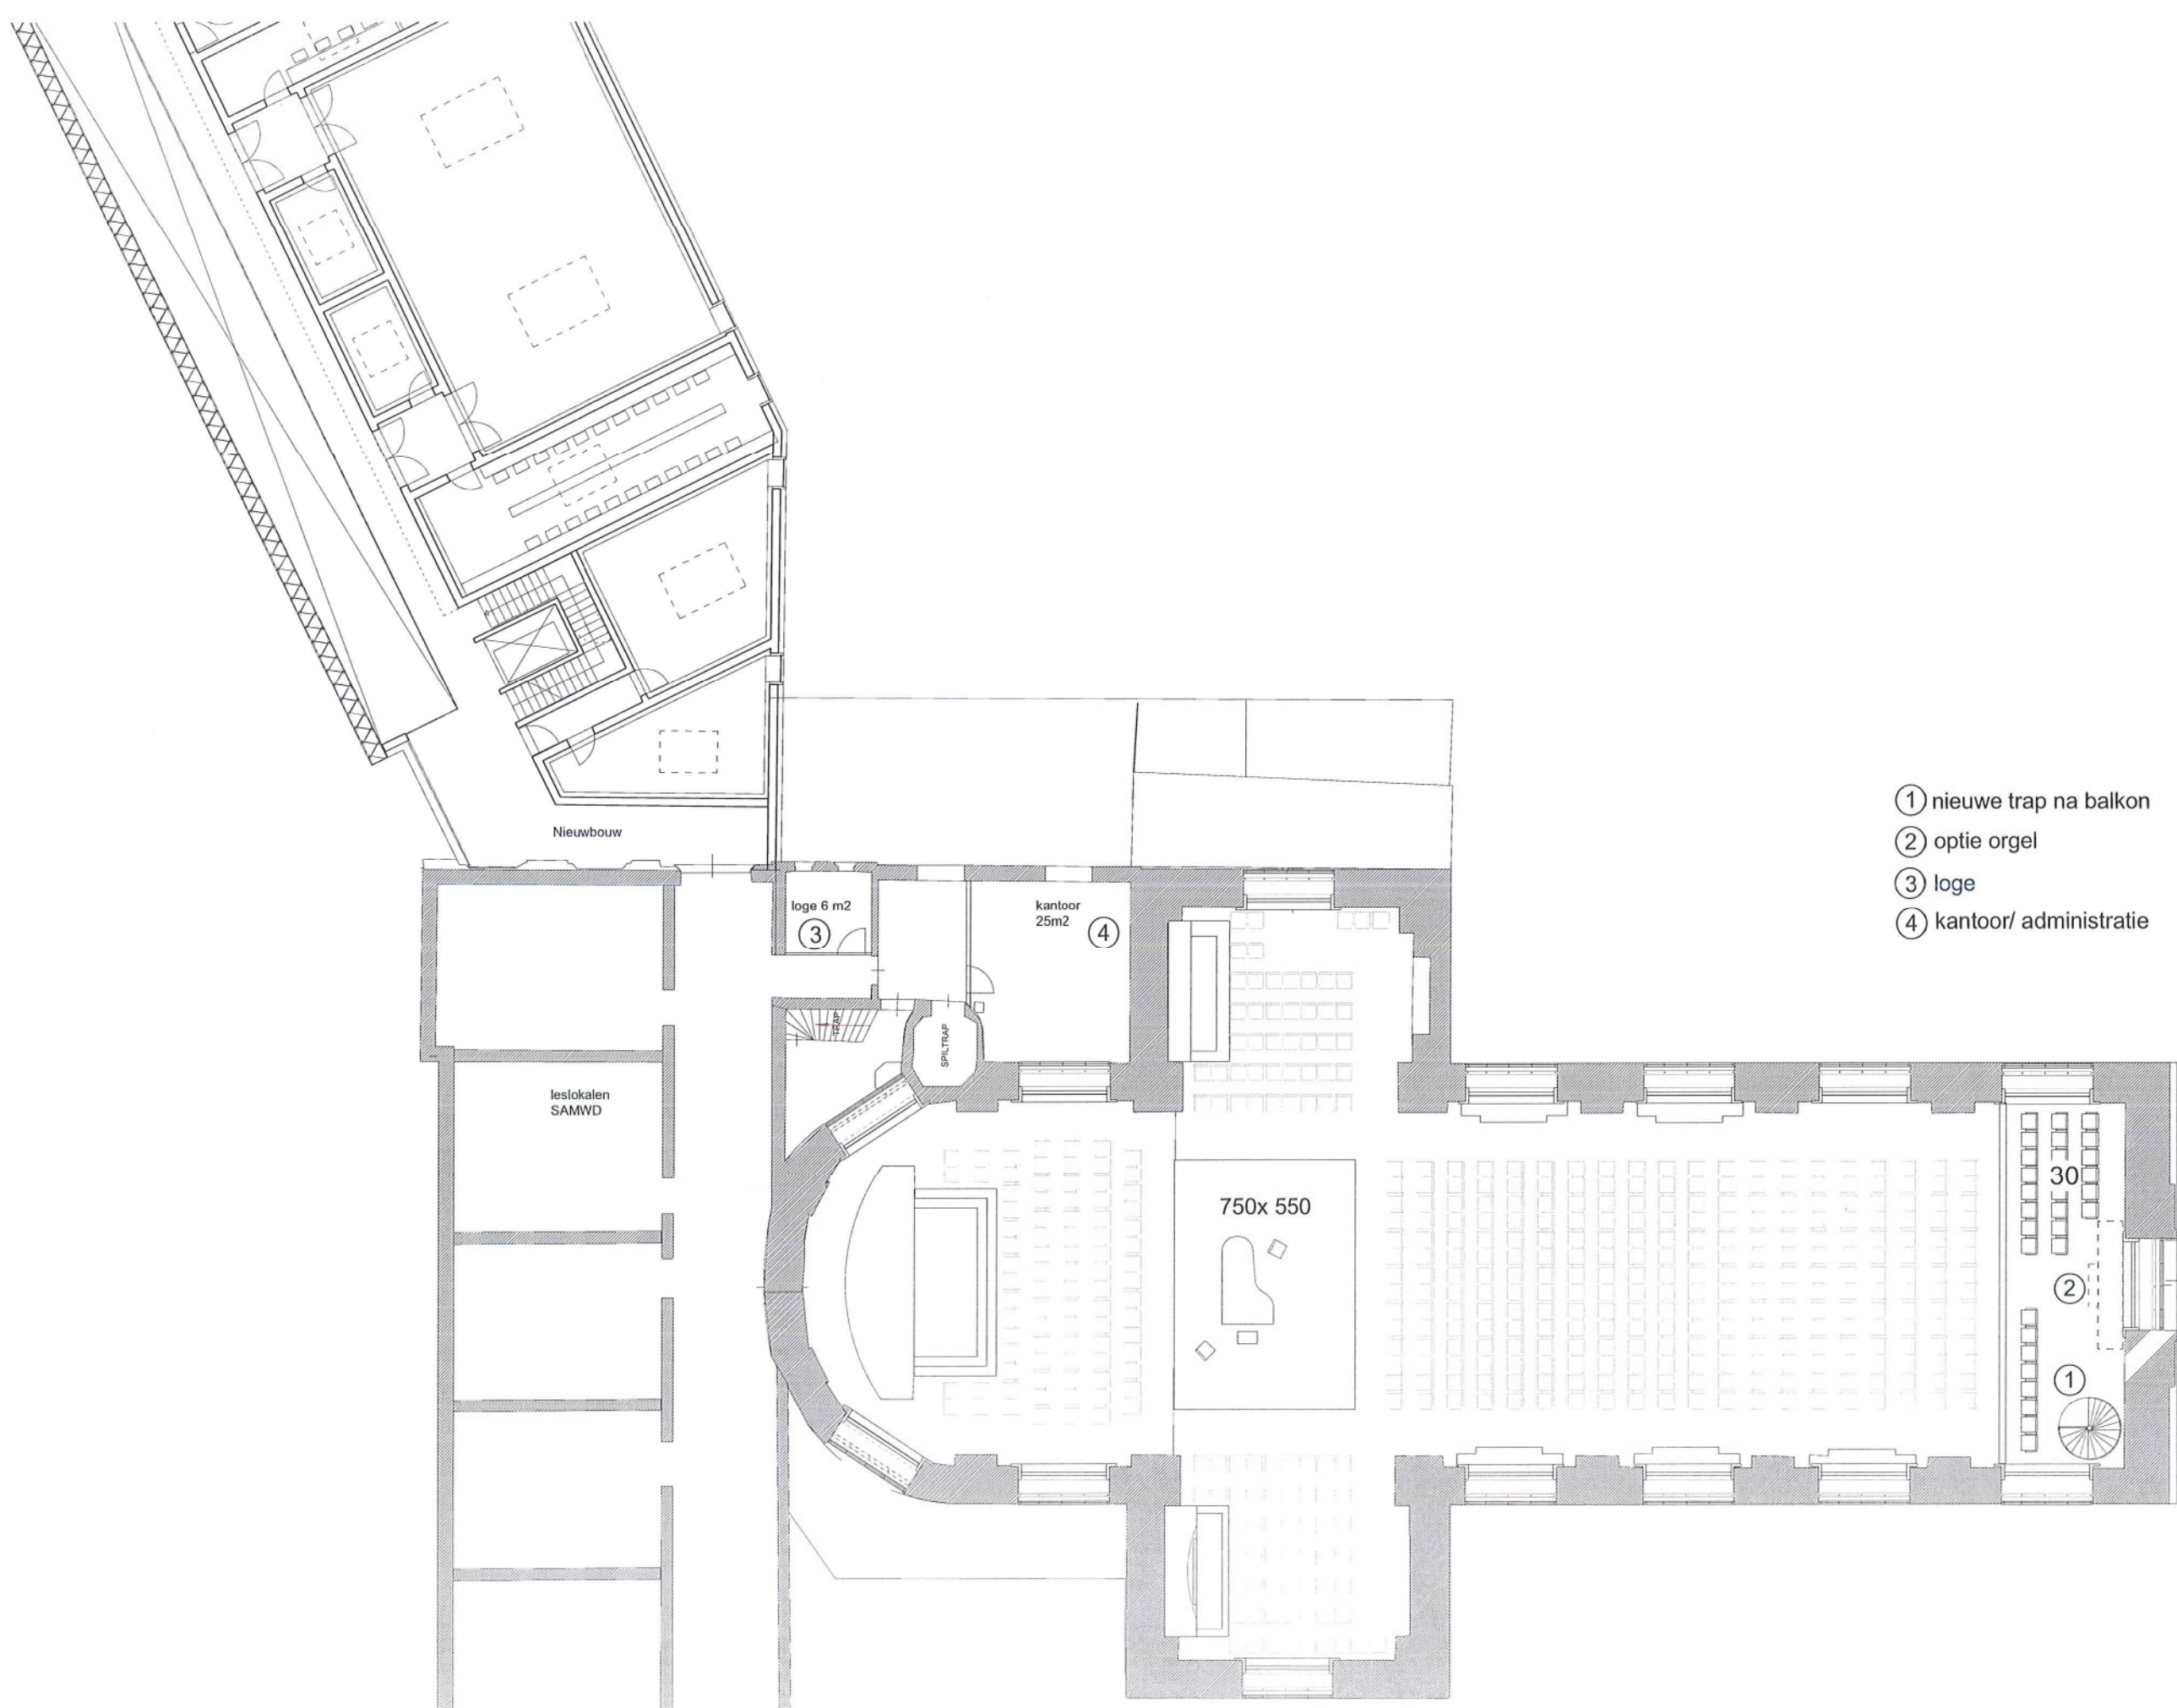 Nieuwbouw
① nieuwe trap na balkon
② optie orgel
③ loge
④ kantoor/ administratie
loge 6 m2
③
kantoor
25m2
④
TRAP
SPILTRAP
leslokalen
SAMWD
750x 550
30
②
①